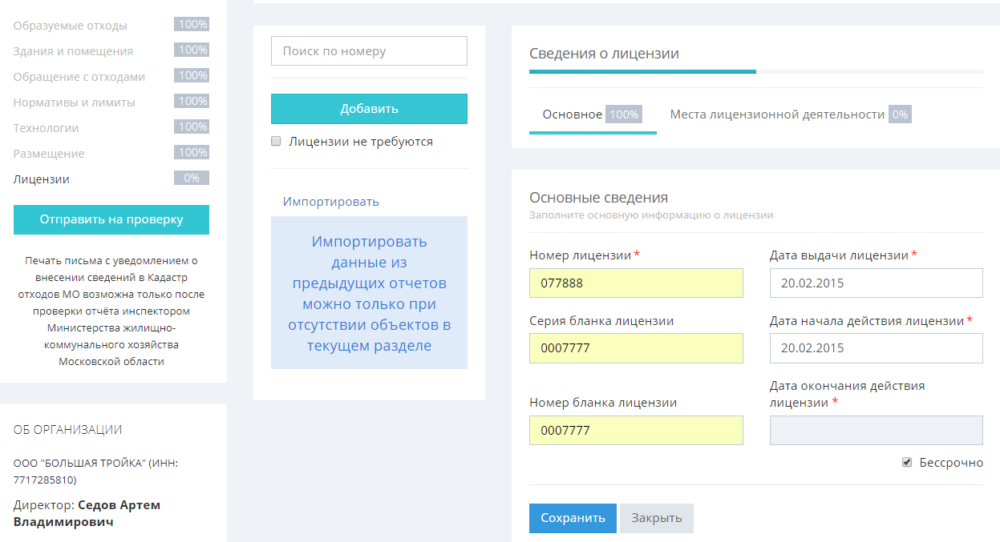 Образуемые отходы 100%
Здания и помещения 100%
Обращение с отходами 100%
Нормативы и лимиты 100%
Технологии 100%
Размещение 100%
Лицензии 0%
Отправить на проверку
Печать письма с уведомлением о
внесении сведений в Кадастр
отходов МО возможна только после
проверки отчёта инспектором
Министерства жилищно-
коммунального хозяйства
Московской области
ОБ ОРГАНИЗАЦИИ
ООО "БОЛЬШАЯ ТРОЙКА" (ИНН:
7717285810)
Директор: Седов Артем
Владимирович
Поиск по номеру
Добавить
Лицензии не требуются
Импортировать
Импортировать
данные из
предыдущих отчетов
можно только при
отсутствии объектов в
текущем разделе
Сведения о лицензии
Основное 100% Места лицензионной деятельности 0%
Основные сведения
Заполните основную информацию о лицензии
Номер лицензии * Дата выдачи лицензии *
077888 20.02.2015
Серия бланка лицензии Дата начала действия лицензии *
0007777 20.02.2015
Дата окончания действия
Номер бланка лицензии лицензии *
0007777
Бессрочно
Сохранить Закрыть